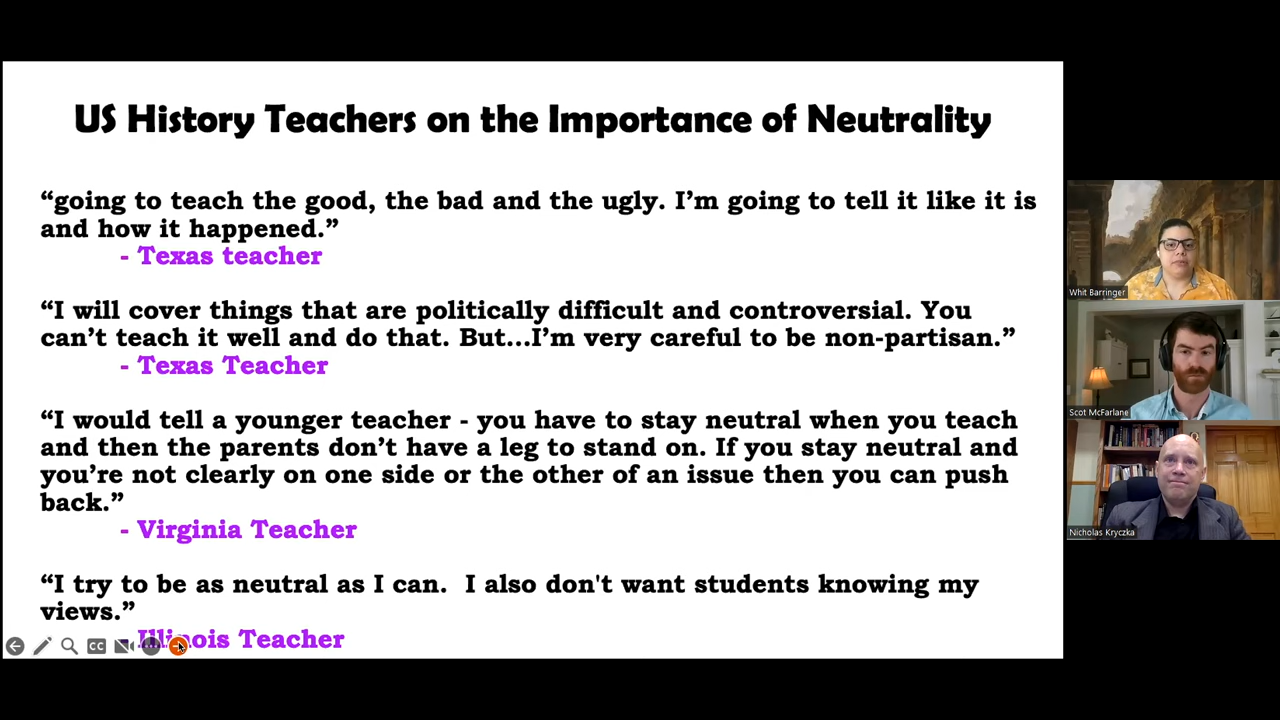 US History Teachers on the Importance of Neutrality
“going to teach the good, the bad and the ugly. I’m going to tell it like it is
and how it happened.”
- Texas teacher
“I will cover things that are politically difficult and controversial. You
can’t teach it well and do that. But...I’m very careful to be non-partisan.”
- Texas Teacher
“I would tell a younger teacher - you have to stay neutral when you teach
and then the parents don’t have a leg to stand on. If you stay neutral and
you’re not clearly on one side or the other of an issue then you can push
back.”
- Virginia Teacher
“I try to be as neutral as I can.  I also don't want students knowing my
views.”
- Illinois Teacher
CC
Whit Barringer
Scot McFarlane
Nicholas Kryczka